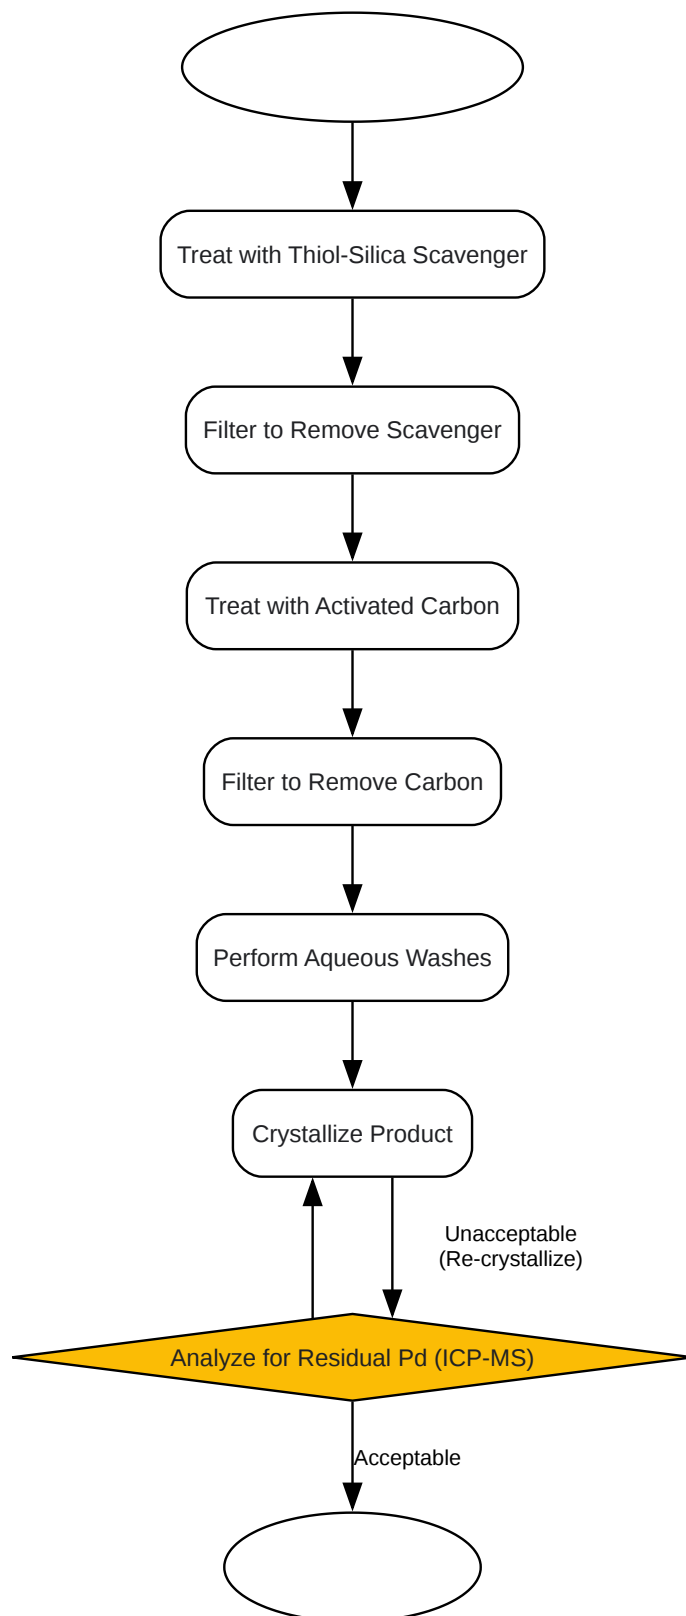 Treat with Thiol-Silica Scavenger
Filter to Remove Scavenger
Treat with Activated Carbon
Filter to Remove Carbon
Perform Aqueous Washes
Crystallize Product
Unacceptable
(Re-crystallize)
Analyze for Residual Pd (ICP-MS)
Acceptable